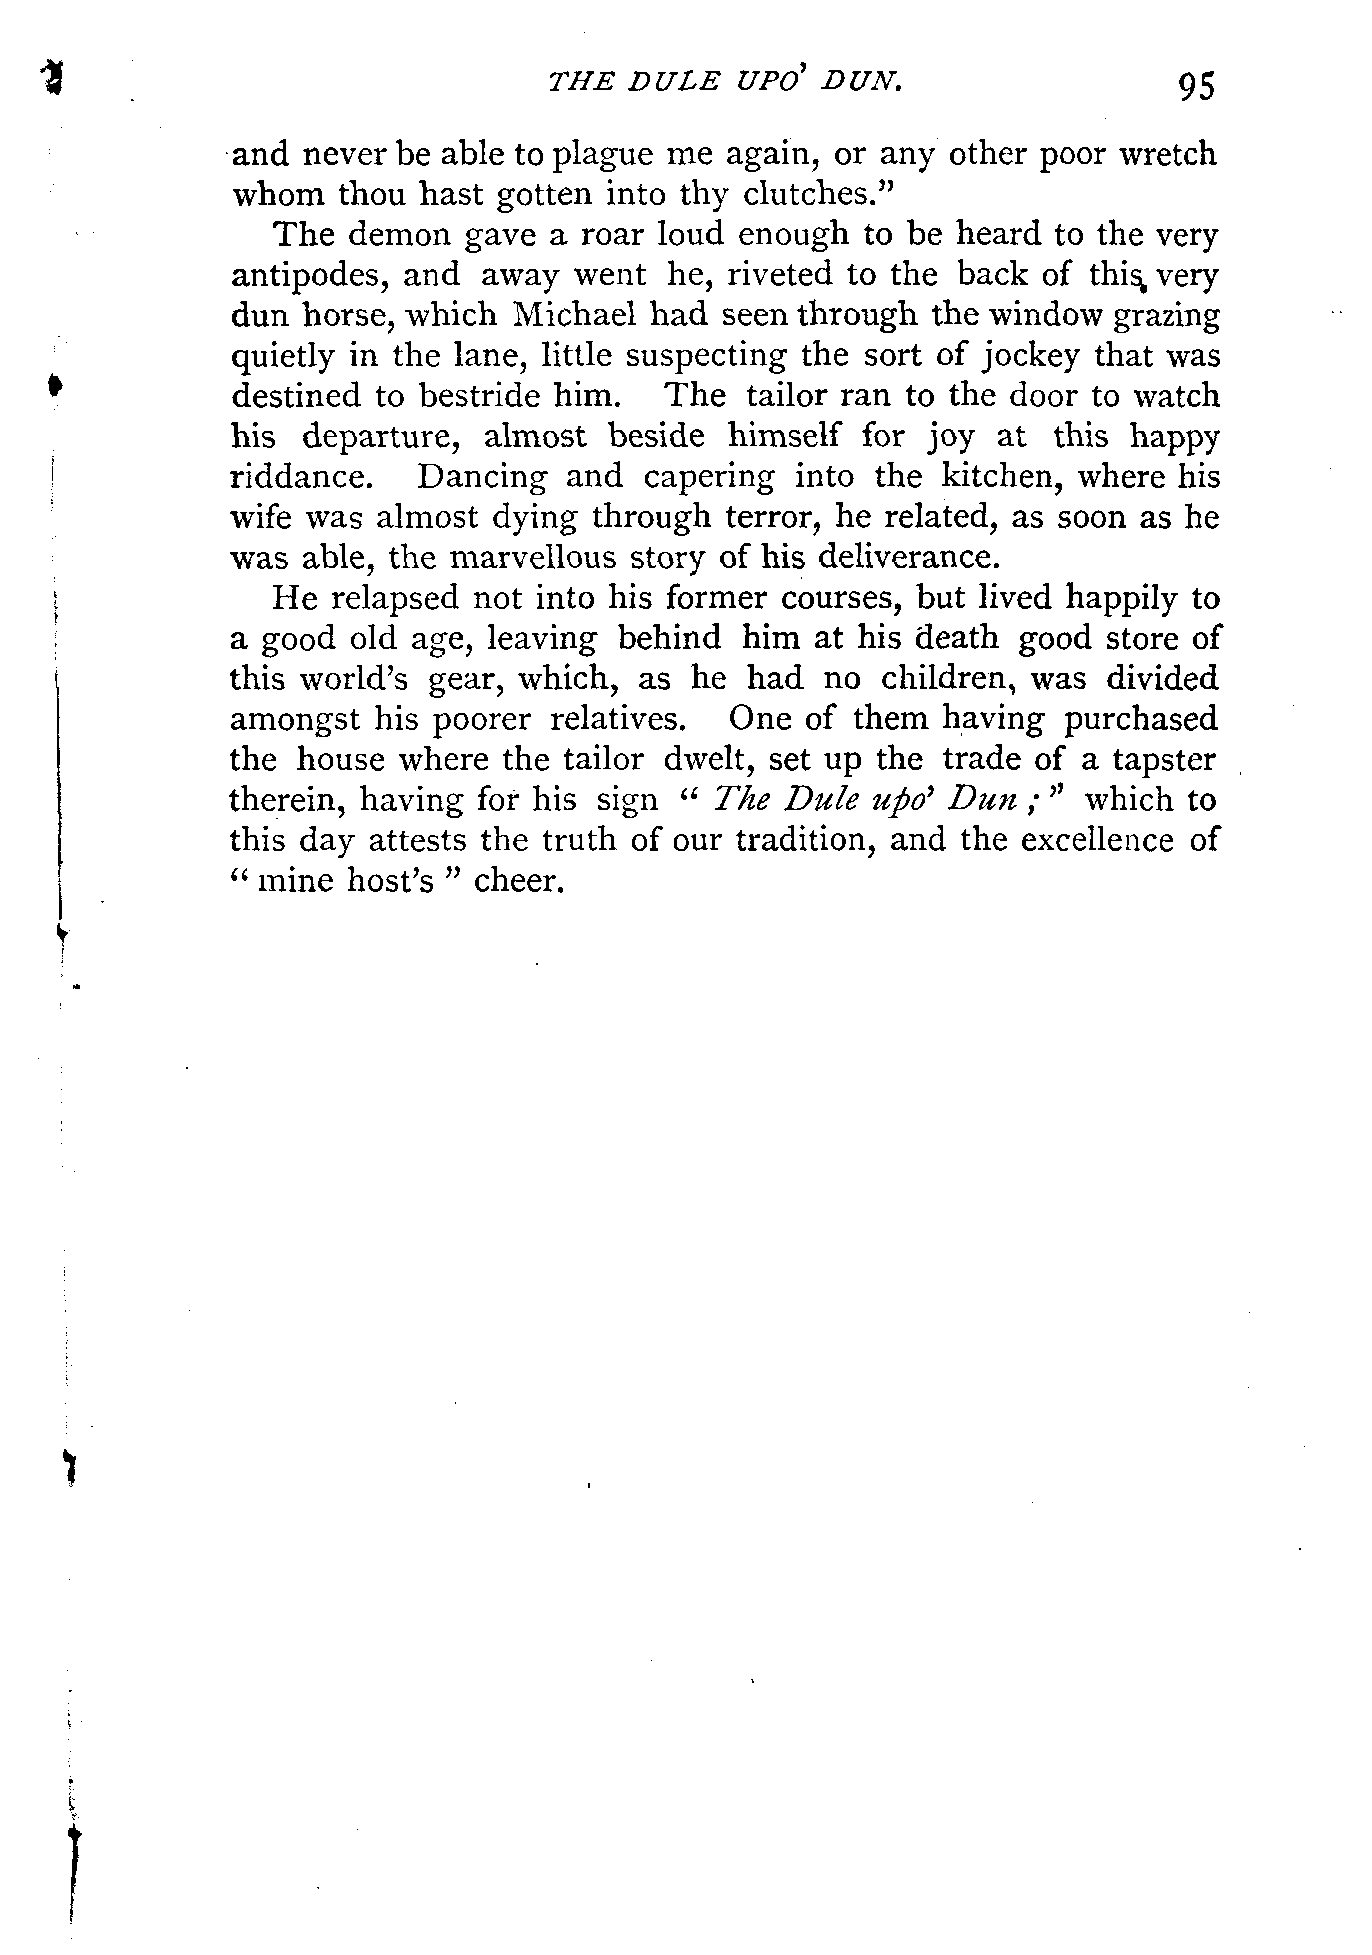 THE DULE UPO' DUN. 95
and never be able to plague me again, or any other poor wretch
whom thou hast gotten into thy clutches."
The demon gave a roar loud enough to be heard to the very
antipodes, and away went he, riveted to the back of this very
dun horse, which Michael had seen through the window grazing
quietly in the lane, little suspecting the sort of jockey that was
destined to bestride him. The tailor ran to the door to watch
his departure, almost beside himself for joy at this happy
riddance. Dancing and capering into the kitchen, where his
wife was almost dying through terror, he related, as soon as he
was able, the marvellous story of his deliverance.
He relapsed not into his former courses, but lived happily to
a good old age, leaving behind him at his death good store of
this world's gear, which, as he had no children, was divided
amongst his poorer relatives. One of them having purchased
the house where the tailor dwelt, set up the trade of a tapster
therein, having for his sign " The Dule upo' Dun ; " which to
this day attests the truth of our tradition, and the excellence of
" mine host's " cheer.